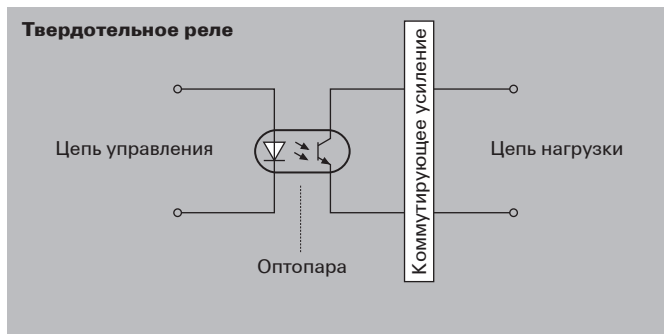 Твердотельное реле
Коммутирующее усиление
Цепь управления
Цепь нагрузки
Оптопара